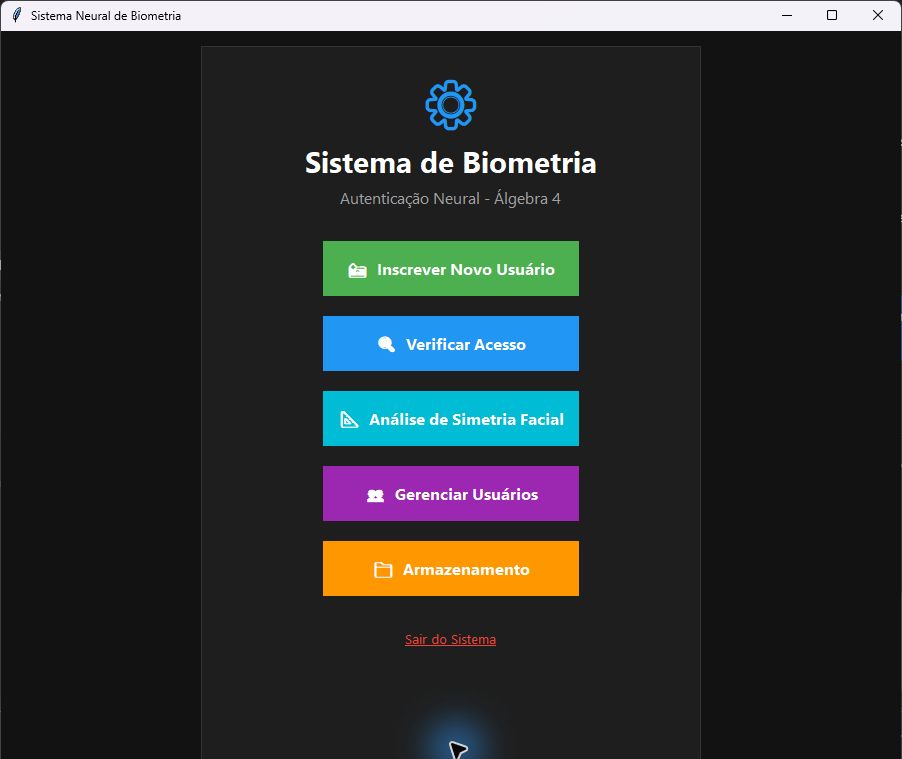 Sistema Neural de Biometria
Sistema de Biometria
Autenticação Neural - Álgebra 4
Inscrever Novo Usuário
Verificar Acesso
Análise de Simetria Facial
Gerenciar Usuários
Armazenamento
Sair do Sistema